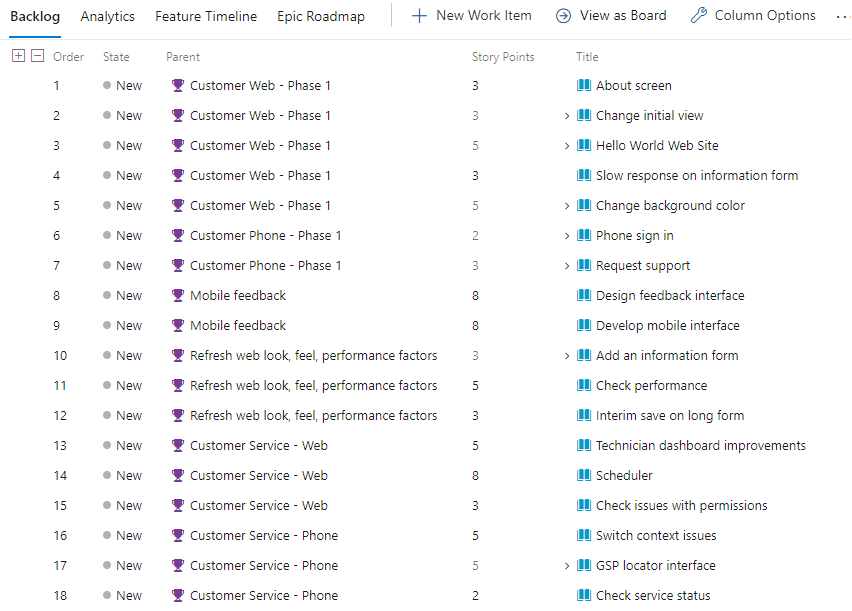 Backlog Analytics Feature Timeline Epic Roadmap New Work Item View as Board Column Options ...
Order State Parent Story Points Title
1 New Customer Web - Phase 1 3 About screen
2 New Customer Web - Phase 1 3 > Change initial view
3 New Customer Web - Phase 1 5 > Hello World Web Site
4 New Customer Web - Phase 1 3 Slow response on information form
5 New Customer Web - Phase 1 5 > Change background color
6 New Customer Phone - Phase 1 2 > Phone sign in
7 New Customer Phone - Phase 1 3 > Request support
8 New Mobile feedback 8 Design feedback interface
9 New Mobile feedback 8 Develop mobile interface
10 New Refresh web look, feel, performance factors 3 > Add an information form
11 New Refresh web look, feel, performance factors 5 Check performance
12 New Refresh web look, feel, performance factors 3 Interim save on long form
13 New Customer Service - Web 5 Technician dashboard improvements
14 New Customer Service - Web 8 Scheduler
15 New Customer Service - Web 3 Check issues with permissions
16 New Customer Service - Phone 5 Switch context issues
17 New Customer Service - Phone 5 > GSP locator interface
18 New Customer Service - Phone 2 Check service status